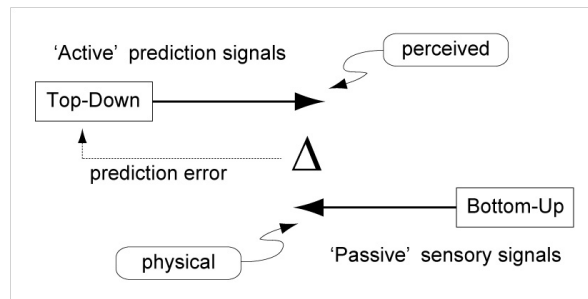 ‘Active’ prediction signals
perceived
Top-Down
Δ
prediction error
Bottom-Up
physical
‘Passive’ sensory signals